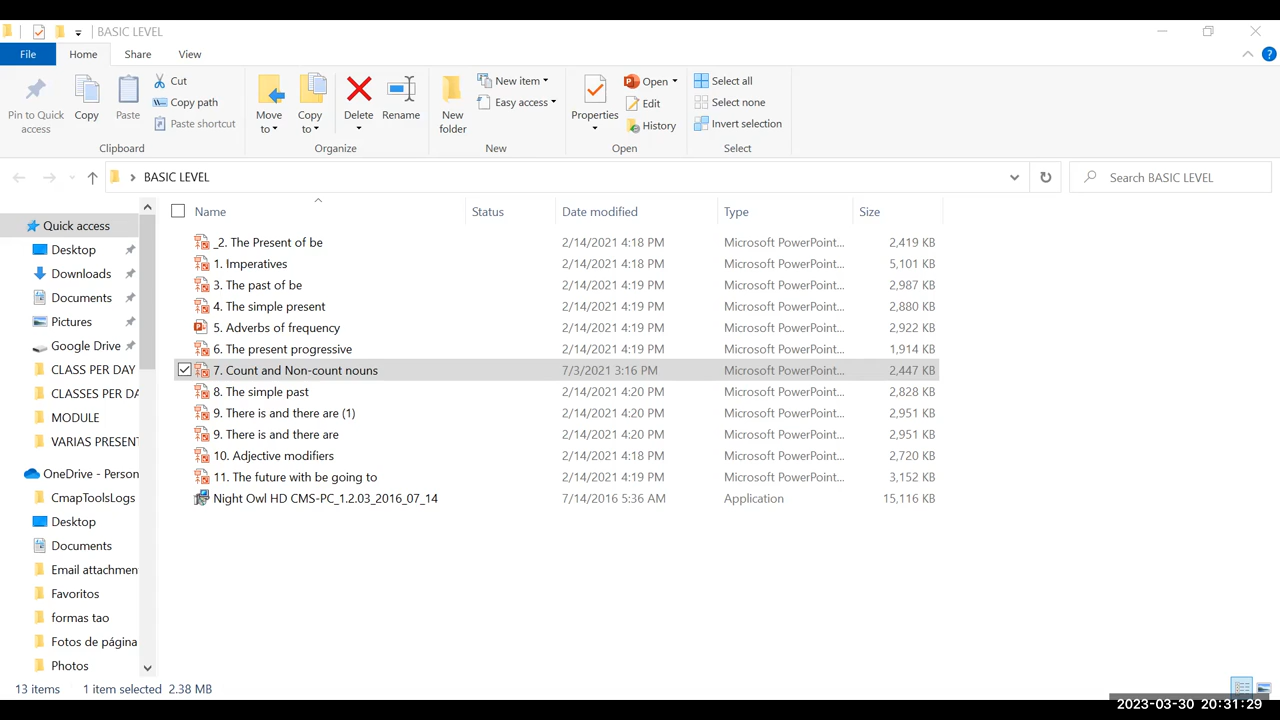 BASIC LEVEL
File Home Share View
Pin to Quick access
Copy
Paste
Cut
Copy path
Paste shortcut
Clipboard
Move to
Copy to
Delete
Rename
Organize
New folder
New item
Easy access
New
Properties
Open
Edit
History
Open
Select all
Select none
Invert selection
Select
BASIC LEVEL
Search BASIC LEVEL
Quick access
Desktop
Downloads
Documents
Pictures
Google Drive
CLASS PER DAY
CLASSES PER DA
MODULE
VARIAS PRESENT
OneDrive - Person
CmapToolsLogs
Desktop
Documents
Email attachmen
Favoritos
formas tao
Fotos de página
Photos
Name Status Date modified Type Size
_2. The Present of be 2/14/2021 4:18 PM Microsoft PowerPoint... 2,419 KB
1. Imperatives 2/14/2021 4:18 PM Microsoft PowerPoint... 5,101 KB
3. The past of be 2/14/2021 4:19 PM Microsoft PowerPoint... 2,987 KB
4. The simple present 2/14/2021 4:19 PM Microsoft PowerPoint... 2,880 KB
5. Adverbs of frequency 2/14/2021 4:19 PM Microsoft PowerPoint... 2,922 KB
6. The present progressive 2/14/2021 4:19 PM Microsoft PowerPoint... 1,914 KB
7. Count and Non-count nouns 7/3/2021 3:16 PM Microsoft PowerPoint... 2,447 KB
8. The simple past 2/14/2021 4:20 PM Microsoft PowerPoint... 2,828 KB
9. There is and there are (1) 2/14/2021 4:20 PM Microsoft PowerPoint... 2,951 KB
9. There is and there are 2/14/2021 4:20 PM Microsoft PowerPoint... 2,951 KB
10. Adjective modifiers 2/14/2021 4:18 PM Microsoft PowerPoint... 2,720 KB
11. The future with be going to 2/14/2021 4:19 PM Microsoft PowerPoint... 3,152 KB
Night Owl HD CMS-PC_1.2.03_2016_07_14 7/14/2016 5:36 AM Application 15,116 KB
13 items 1 item selected 2.38 MB
2023-03-30 20:31:29